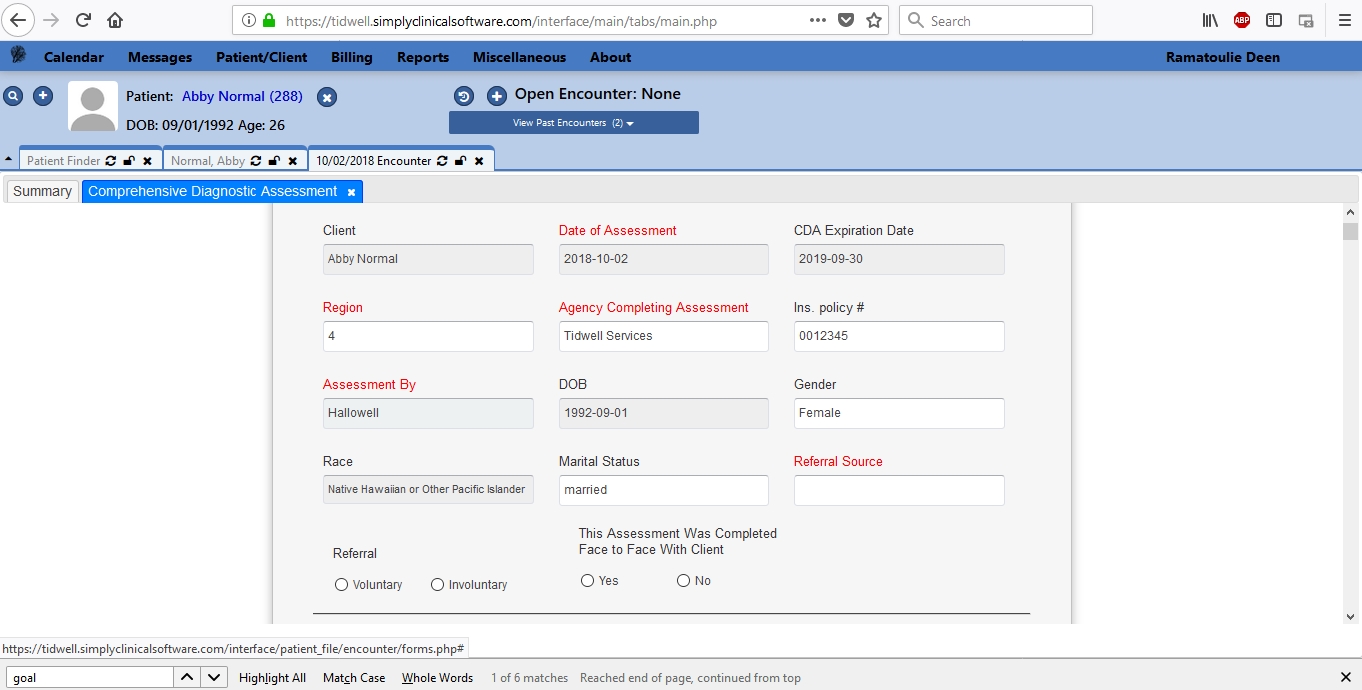 https://tidwell.simplyclinicalsoftware.com/interface/main/tabs/main.php
Search
ABP
Calendar Messages Patient/Client Billing Reports Miscellaneous About Ramatoulie Deen
Patient: Abby Normal (288)
DOB: 09/01/1992 Age: 26
Open Encounter: None
View Past Encounters (2)
Patient Finder Normal, Abby 10/02/2018 Encounter
Summary Comprehensive Diagnostic Assessment
Client Date of Assessment CDA Expiration Date
Abby Normal 2018-10-02 2019-09-30
Region Agency Completing Assessment Ins. policy #
4 Tidwell Services 0012345
Assessment By DOB Gender
Hallowell 1992-09-01 Female
Race Marital Status Referral Source
Native Hawaiian or Other Pacific Islander married
This Assessment Was Completed
Face to Face With Client
Referral
Voluntary Involuntary Yes No
https://tidwell.simplyclinicalsoftware.com/interface/patient_file/encounter/forms.php#
goal Highlight All Match Case Whole Words 1 of 6 matches Reached end of page, continued from top